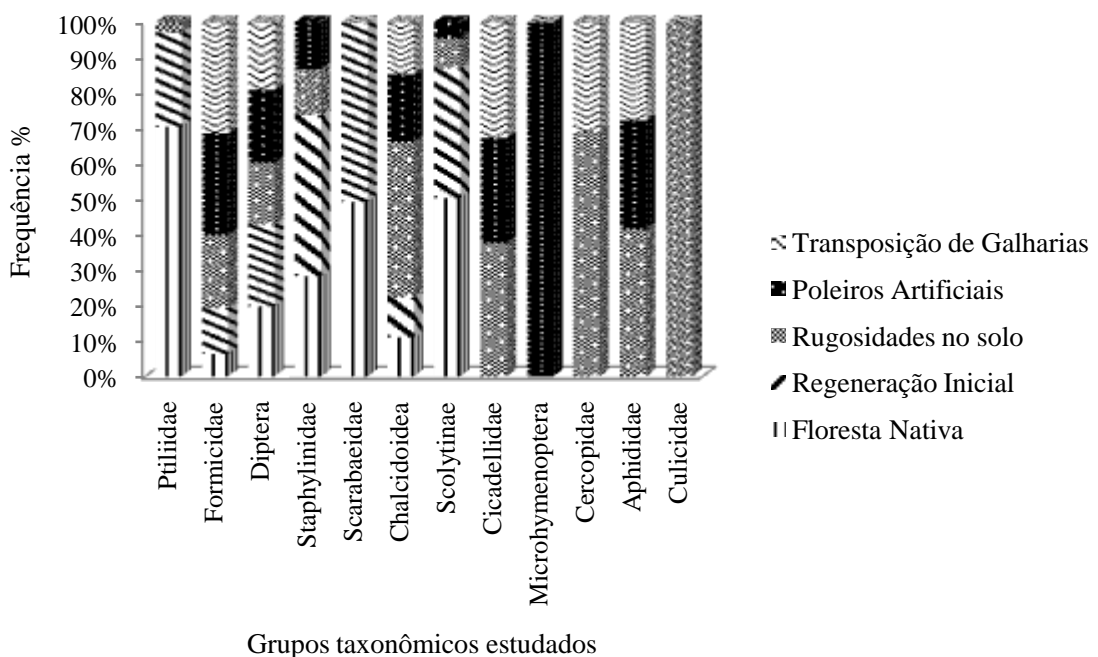 100%
90%
80%
70%
60%
50%
40%
30%
20%
10%
0%
Frequência %
Ptiliidae
Formicidae
Diptera
Staphylinidae
Scarabaeidae
Chalcidoidea
Scolytinae
Cicadellidae
Microhymenoptera
Cercopidae
Aphididae
Culicidae
Grupos taxonômicos estudados
Transposição de Galharias
Poleiros Artificiais
Rugosidades no solo
Regeneração Inicial
Floresta Nativa